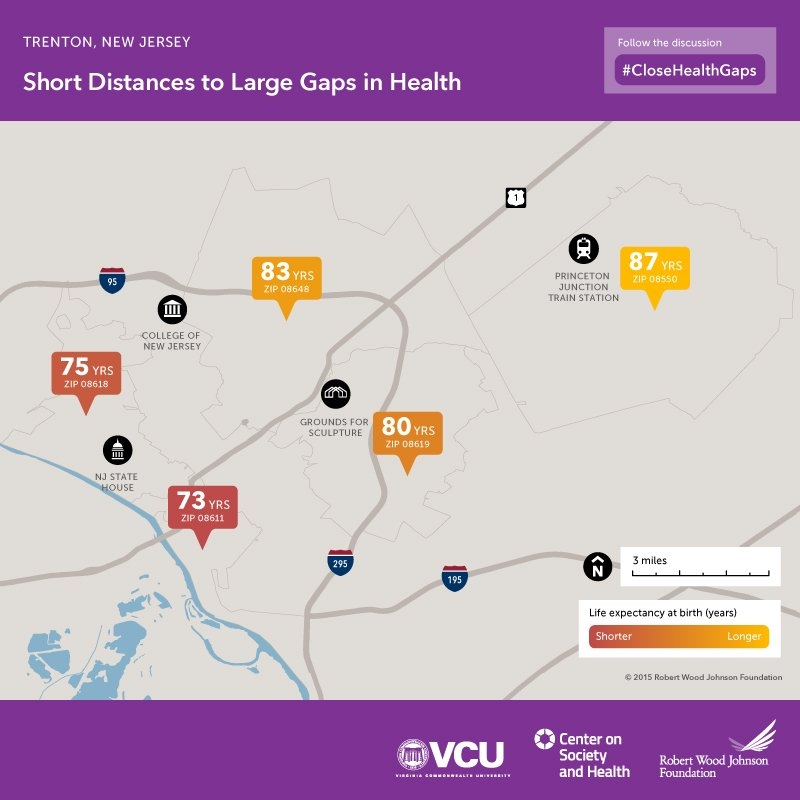 TRENTON, NEW JERSEY
Short Distances to Large Gaps in Health
Follow the discussion
#CloseHealthGaps
1
95
83 YRS
ZIP 08648
PRINCETON
JUNCTION
TRAIN STATION
87 YRS
ZIP 08550
COLLEGE OF
NEW JERSEY
75 YRS
ZIP 08618
GROUNDS FOR
SCULPTURE
80 YRS
ZIP 08619
NJ STATE
HOUSE
73 YRS
ZIP 08611
295
195
N
3 miles
Life expectancy at birth (years)
Shorter
Longer
© 2015 Robert Wood Johnson Foundation
VCU
VIRGINIA COMMONWEALTH UNIVERSITY
Center on
Society
and Health
Robert Wood Johnson
Foundation